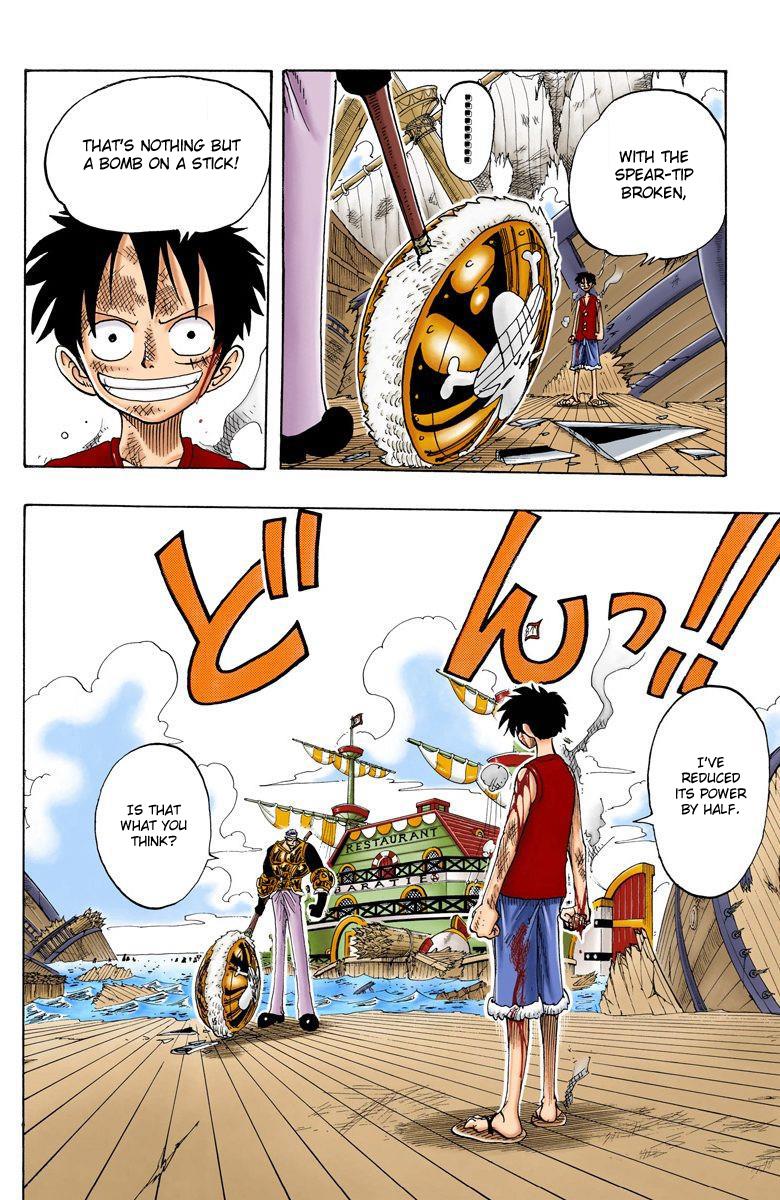 WITH THE
SPEAR-TIP
BROKEN,
.........
THAT'S NOTHING BUT
A BOMB ON A STICK!
どんっ!!
I'VE
REDUCED
ITS POWER
BY HALF.
IS THAT
WHAT YOU
THINK?
RESTAURANT
BARATIE